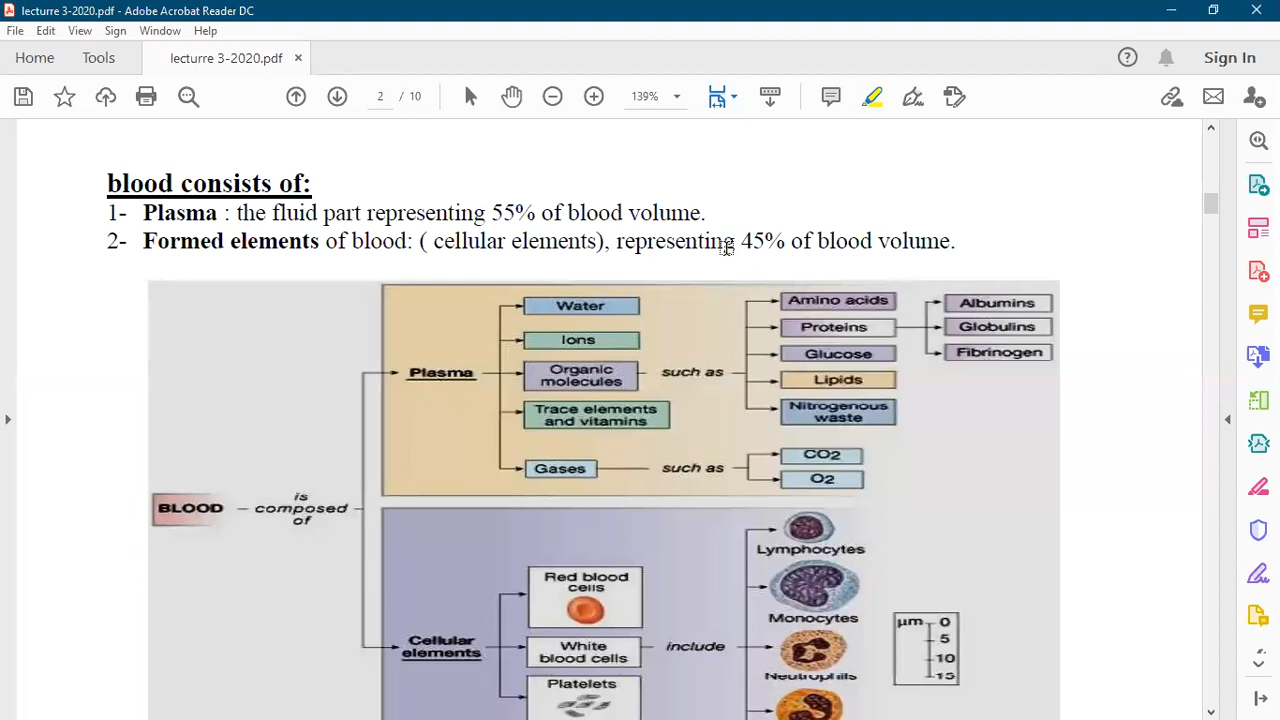 lecturre 3-2020.pdf - Adobe Acrobat Reader DC
File Edit View Sign Window Help
Home Tools lecturre 3-2020.pdf × Sign In
2 / 10 139%
blood consists of:
1- Plasma : the fluid part representing 55% of blood volume.
2- Formed elements of blood: ( cellular elements), representing 45% of blood volume.
BLOOD
is
composed
of
Plasma
Water
Ions
Organic
molecules
Trace elements
and vitamins
Gases
such as
Amino acids
Proteins
Glucose
Lipids
Nitrogenous
waste
Albumins
Globulins
Fibrinogen
such as
CO2
O2
Cellular
elements
Red blood
cells
White
blood cells
Platelets
include
Lymphocytes
Monocytes
Neutrophils
µm 0
5
10
15